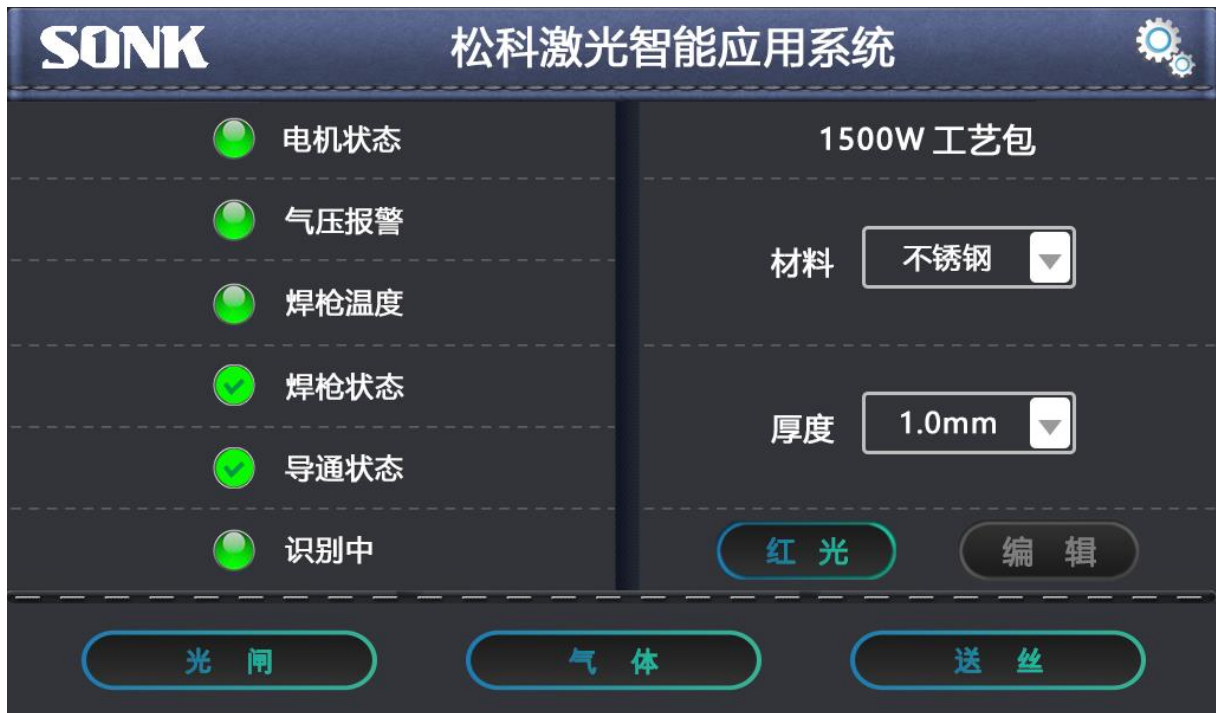 SONK
松科激光智能应用系统
电机状态
气压报警
焊枪温度
焊枪状态
导通状态
识别中
1500W 工艺包
材料 不锈钢
厚度 1.0mm
红光 编辑
光闸 气体 送丝